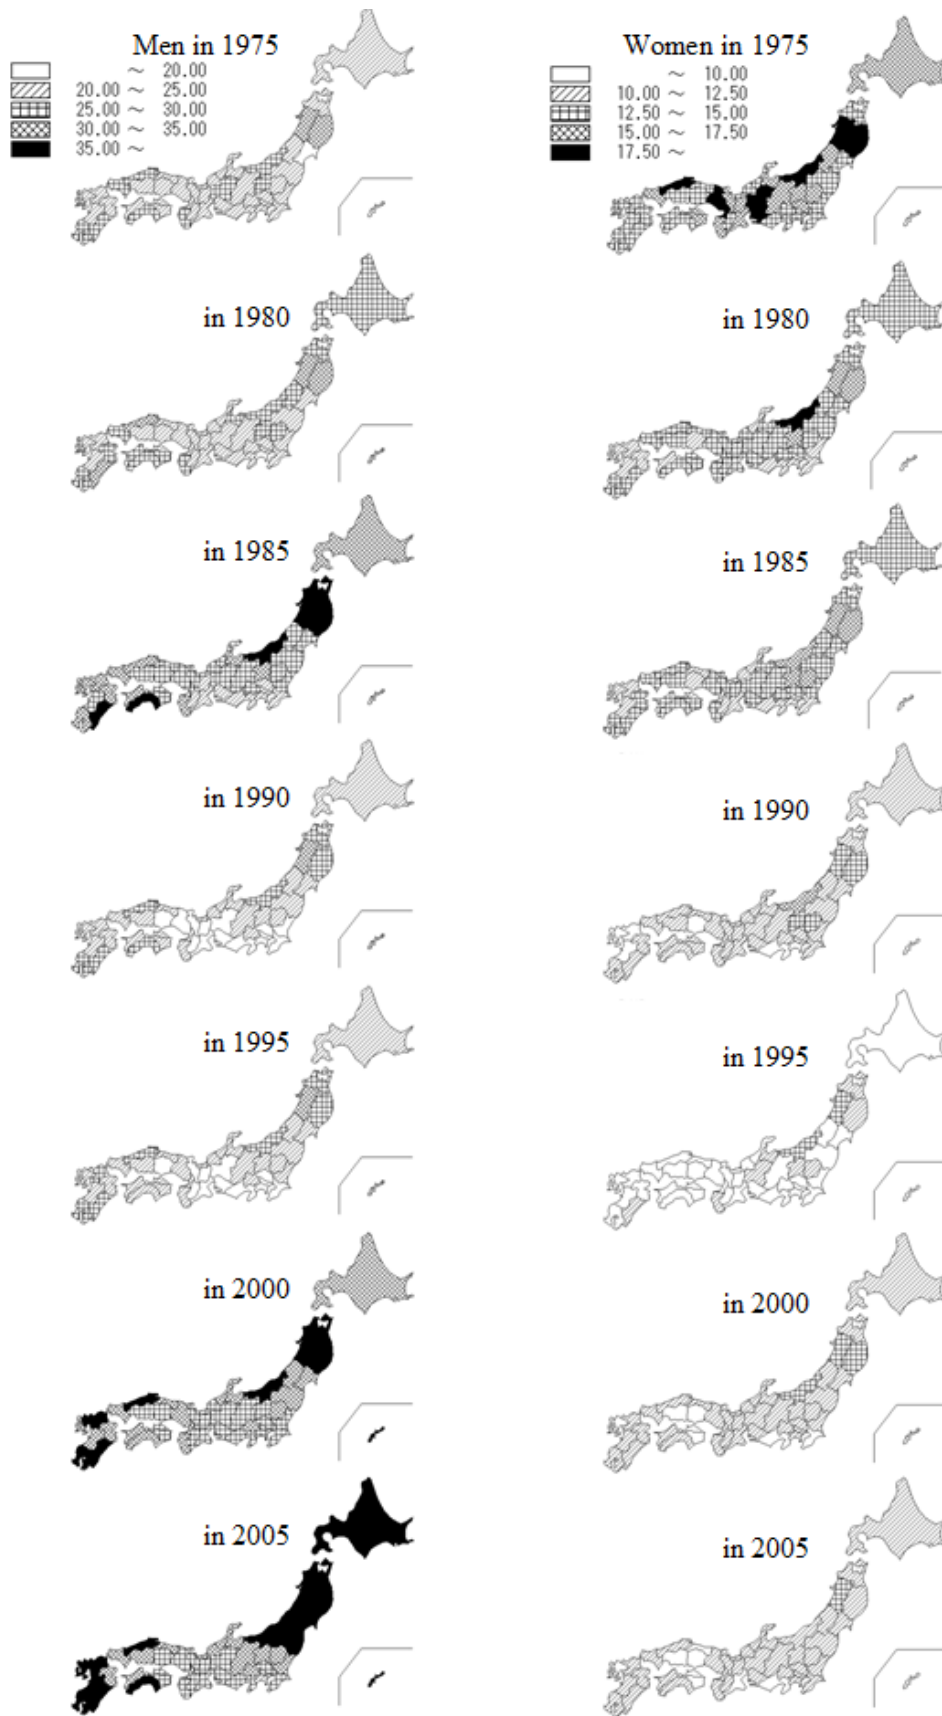 Men in 1975
～ 20.00
20.00 ～ 25.00
25.00 ～ 30.00
30.00 ～ 35.00
35.00 ～
Women in 1975
～ 10.00
10.00 ～ 12.50
12.50 ～ 15.00
15.00 ～ 17.50
17.50 ～
in 1980
in 1980
in 1985
in 1985
in 1990
in 1990
in 1995
in 1995
in 2000
in 2000
in 2005
in 2005